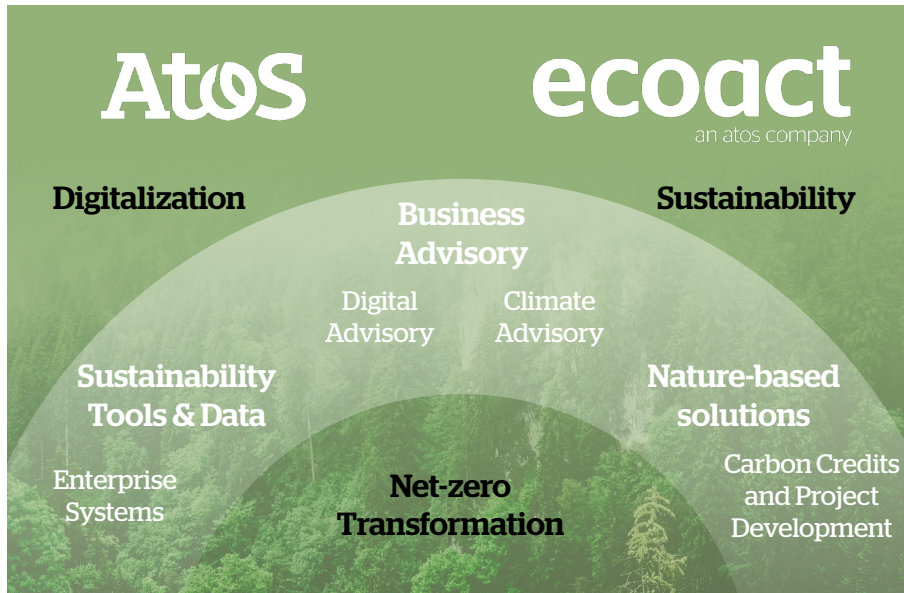 Atos
ecoact
an atos company
Digitalization
Sustainability
Business
Advisory
Digital
Advisory
Climate
Advisory
Sustainability
Tools & Data
Nature-based
solutions
Enterprise
Systems
Net-zero
Transformation
Carbon Credits
and Project
Development